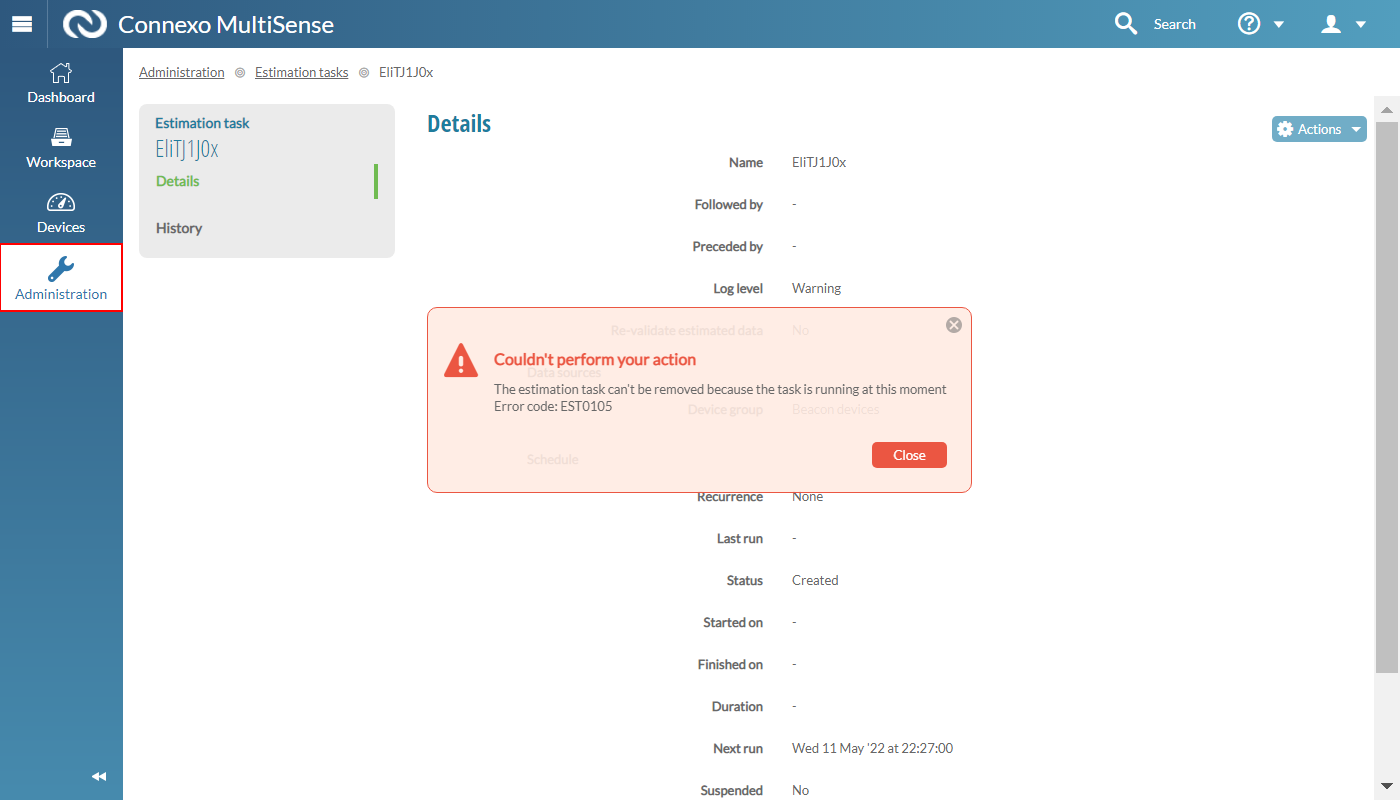 Connexo MultiSense
Search
Dashboard
Workspace
Devices
Administration
Administration Estimation tasks EliTJ1J0x
Estimation task
EliTJ1J0x
Details
History
Details
Actions
Name EliTJ1J0x
Followed by -
Preceded by -
Log level Warning
Re-validate estimated data No
Couldn't perform your action
Data sources
The estimation task can't be removed because the task is running at this moment
Error code: EST0105
Device group Beacon devices
Close
Schedule
Recurrence None
Last run -
Status Created
Started on -
Finished on -
Duration -
Next run Wed 11 May '22 at 22:27:00
Suspended No